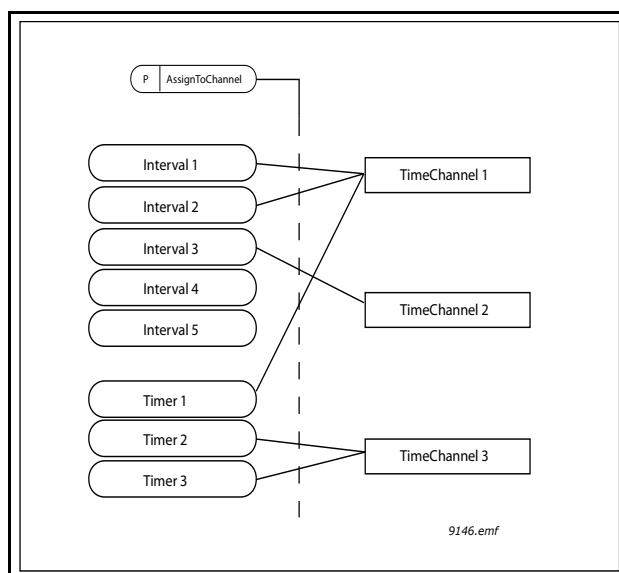 P AssignToChannel
Interval 1
Interval 2
Interval 3
Interval 4
Interval 5
Timer 1
Timer 2
Timer 3
TimeChannel 1
TimeChannel 2
TimeChannel 3
9146.emf